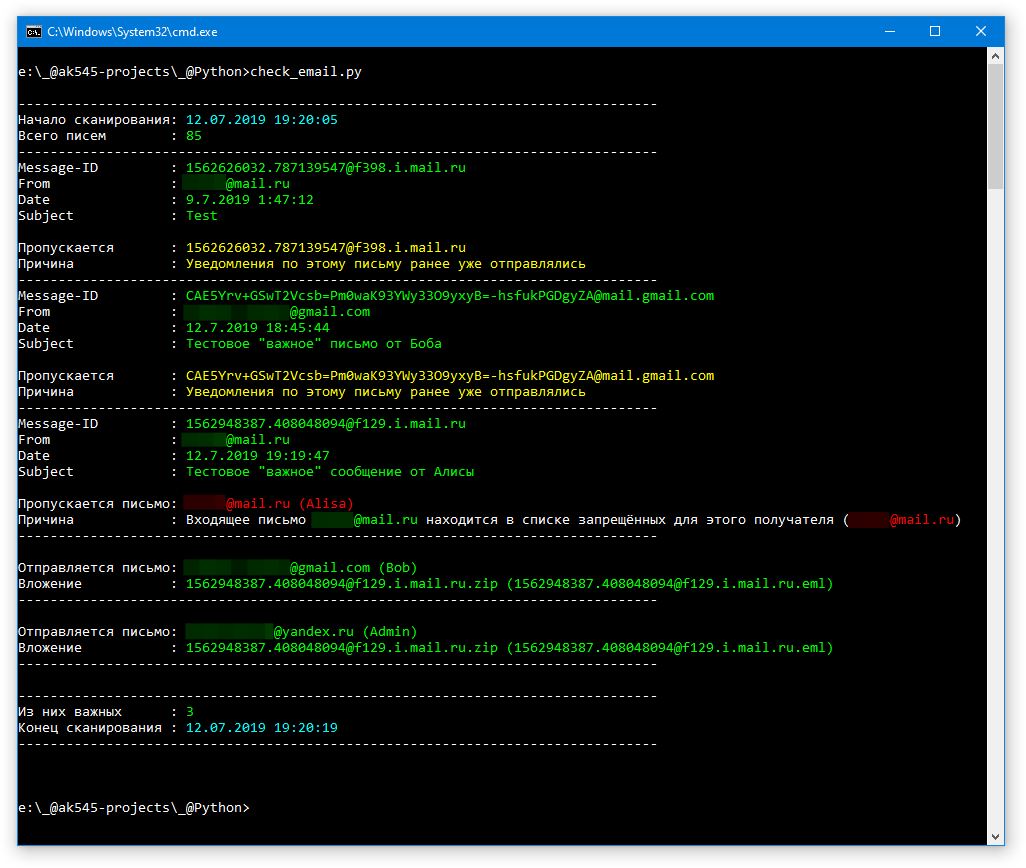 C:\Windows\System32\cmd.exe
e:\_@ak545-projects\_@Python>check_email.py
--------------------------------------------------------------------------------
Начало сканирования: 12.07.2019 19:20:05
Всего писем : 85
--------------------------------------------------------------------------------
Message-ID : 1562626032.787139547@f398.i.mail.ru
From : @mail.ru
Date : 9.7.2019 1:47:12
Subject : Test
Пропускается : 1562626032.787139547@f398.i.mail.ru
Причина : Уведомления по этому письму ранее уже отправлялись
--------------------------------------------------------------------------------
Message-ID : CAE5Yrv+GSwT2Vcsb=Pm0waK93YWy33O9yxyB=-hsfukPGDgyZA@mail.gmail.com
From : @gmail.com
Date : 12.7.2019 18:45:44
Subject : Тестовое "важное" письмо от Боба
Пропускается : CAE5Yrv+GSwT2Vcsb=Pm0waK93YWy33O9yxyB=-hsfukPGDgyZA@mail.gmail.com
Причина : Уведомления по этому письму ранее уже отправлялись
--------------------------------------------------------------------------------
Message-ID : 1562948387.408048094@f129.i.mail.ru
From : @mail.ru
Date : 12.7.2019 19:19:47
Subject : Тестовое "важное" сообщение от Алисы
Пропускается письмо: @mail.ru (Alisa)
Причина : Входящее письмо @mail.ru находится в списке запрещённых для этого получателя ( @mail.ru)
--------------------------------------------------------------------------------
Отправляется письмо: @gmail.com (Bob)
Вложение : 1562948387.408048094@f129.i.mail.ru.zip (1562948387.408048094@f129.i.mail.ru.eml)
--------------------------------------------------------------------------------
Отправляется письмо: @yandex.ru (Admin)
Вложение : 1562948387.408048094@f129.i.mail.ru.zip (1562948387.408048094@f129.i.mail.ru.eml)
--------------------------------------------------------------------------------
--------------------------------------------------------------------------------
Из них важных : 3
Конец сканирования : 12.07.2019 19:20:19
--------------------------------------------------------------------------------
e:\_@ak545-projects\_@Python>